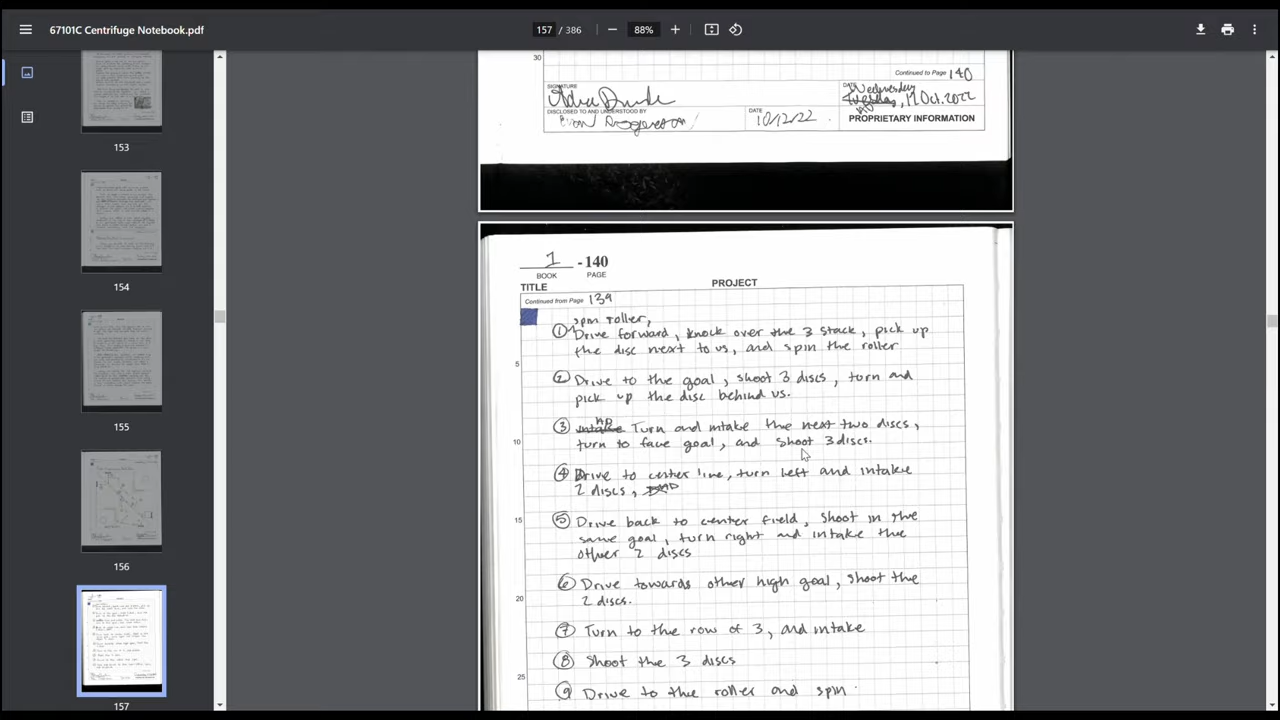 67101C Centrifuge Notebook.pdf
157 / 386
88%
153
154
155
156
157
30
Continued to Page 140
SIGNATURE
DATE
Wednesday
Tuesday, 11 Oct. 2022
DISCLOSED TO AND UNDERSTOOD BY
DATE
10/12/22
PROPRIETARY INFORMATION
1 - 140
BOOK PAGE
TITLE
PROJECT
Continued from Page 139
spin roller,
① Drive forward, knock over the 3 stack, pick up
the disc next to us, and spin the roller
5
② Drive to the goal, shoot 3 discs, turn and
pick up the disc behind us.
③ intake ND Turn and intake the next two discs,
10
turn to face goal, and shoot 3 discs.
④ Drive to center line, turn left and intake
2 discs,
15
⑤ Drive back to center field, shoot in the
same goal, turn right and intake the
other 2 discs
⑥ Drive towards other high goal, shoot the
20
2 discs.
⑦ Turn to the row of 3, and intake
⑧ Shoot the 3 discs.
25
⑨ Drive to the roller and spin.